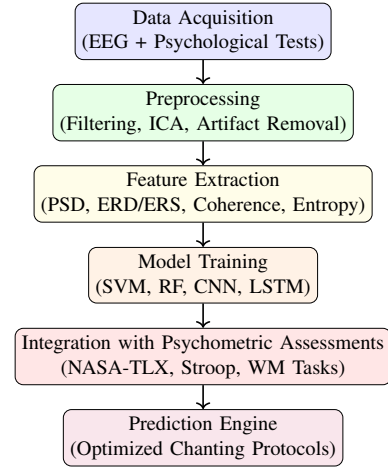 Data Acquisition
(EEG + Psychological Tests)
Preprocessing
(Filtering, ICA, Artifact Removal)
Feature Extraction
(PSD, ERD/ERS, Coherence, Entropy)
Model Training
(SVM, RF, CNN, LSTM)
Integration with Psychometric Assessments
(NASA-TLX, Stroop, WM Tasks)
Prediction Engine
(Optimized Chanting Protocols)